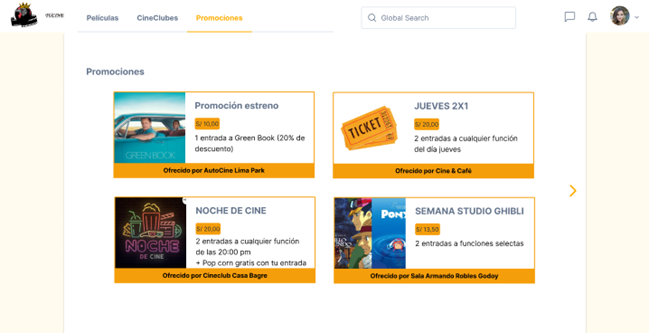 Películas
CineClubes
Promociones
Global Search
Promociones
Promoción estreno
S/ 10,00
1 entrada a Green Book (20% de
descuento)
GREEN BOOK
Ofrecido por AutoCine Lima Park
JUEVES 2X1
S/ 20,00
2 entradas a cualquier función
del día jueves
TICKET
Ofrecido por Cine & Café
NOCHE DE CINE
S/ 20,00
2 entradas a cualquier función
de las 20:00 pm
+ Pop corn gratis con tu entrada
NOCHE
DE CINE
Ofrecido por Cineclub Casa Bagre
SEMANA STUDIO GHIBLI
S/ 13,50
2 entradas a funciones selectas
Ofrecido por Sala Armando Robles Godoy